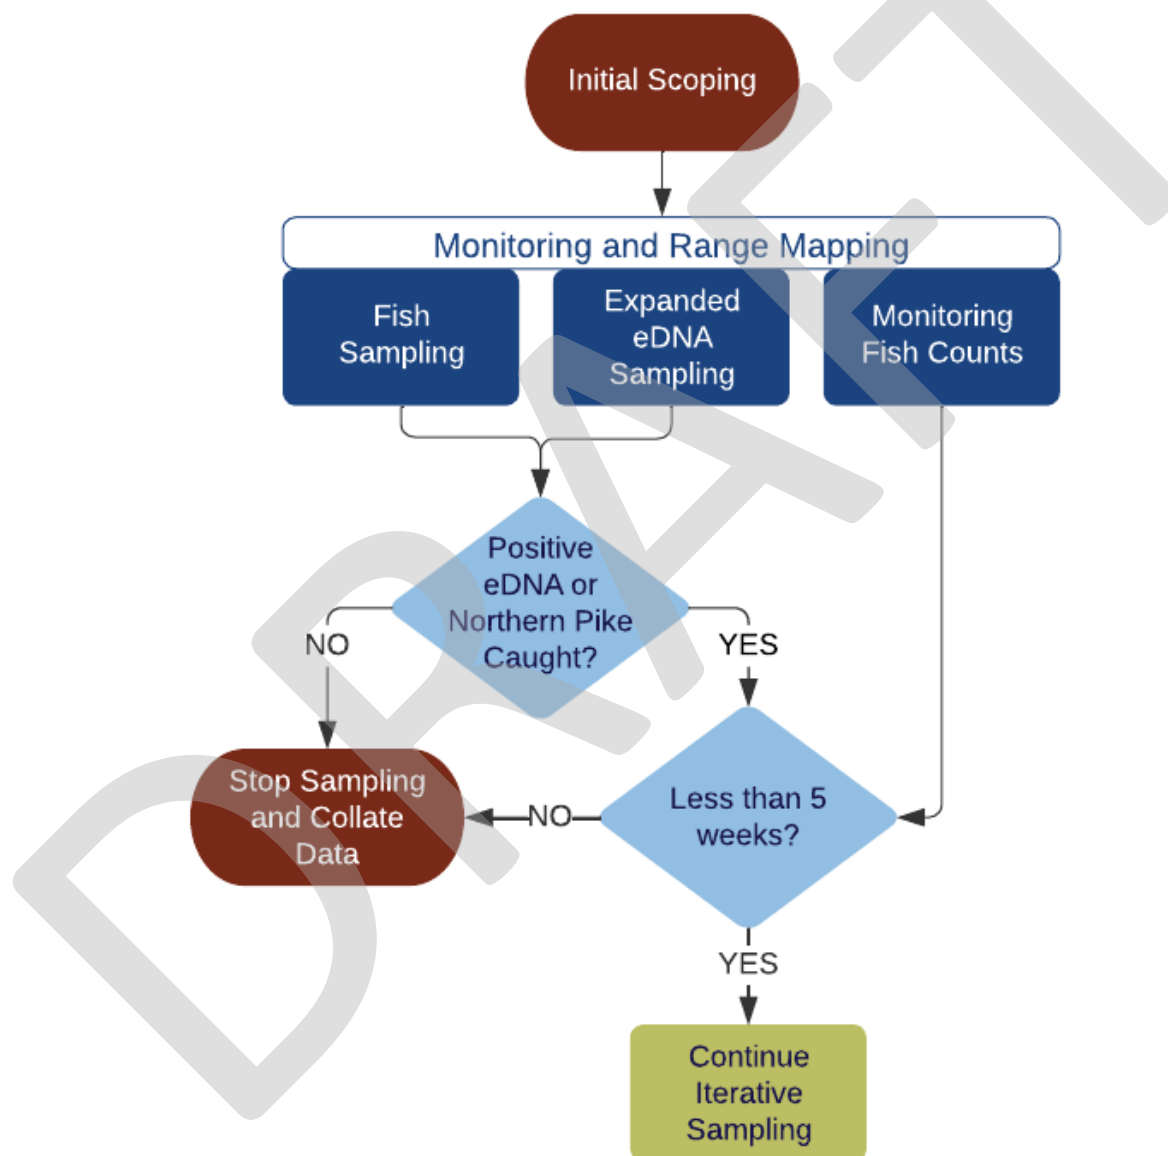 Initial Scoping
Monitoring and Range Mapping
Fish
Sampling
Expanded
eDNA
Sampling
Monitoring
Fish Counts
Positive
eDNA or
Northern Pike
Caught?
NO
YES
Stop Sampling
and Collate
Data
NO
Less than 5
weeks?
YES
Continue
Iterative
Sampling
DRAFT